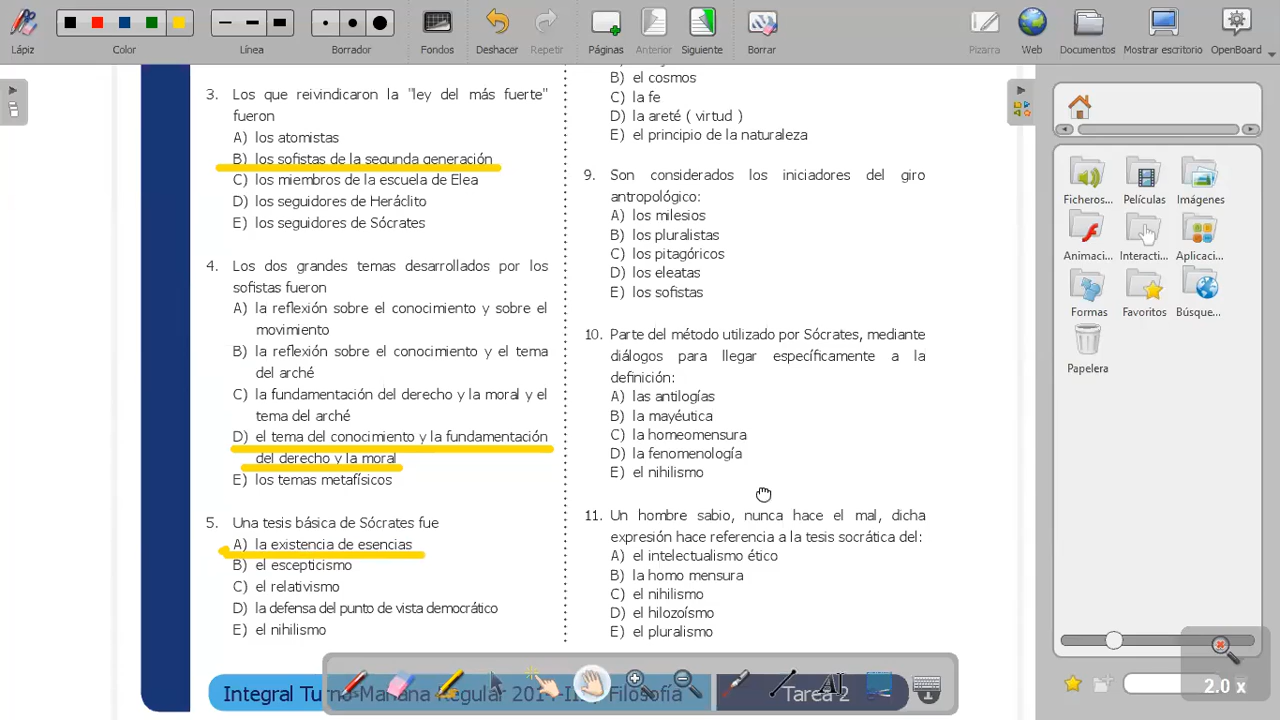 Lápiz
Color
Línea
Borrador
Fondos
Deshacer
Repetir
Páginas
Anterior
Siguiente
Borrar
Pizarra
Web
Documentos
Mostrar escritorio
OpenBoard
3. Los que reivindicaron la "ley del más fuerte"
fueron
A) los atomistas
B) los sofistas de la segunda generación
C) los miembros de la escuela de Elea
D) los seguidores de Heráclito
E) los seguidores de Sócrates
4. Los dos grandes temas desarrollados por los
sofistas fueron
A) la reflexión sobre el conocimiento y sobre el
movimiento
B) la reflexión sobre el conocimiento y el tema
del arché
C) la fundamentación del derecho y la moral y el
tema del arché
D) el tema del conocimiento y la fundamentación
del derecho y la moral
E) los temas metafísicos
5. Una tesis básica de Sócrates fue
A) la existencia de esencias
B) el escepticismo
C) el relativismo
D) la defensa del punto de vista democrático
E) el nihilismo
B) el cosmos
C) la fe
D) la areté ( virtud )
E) el principio de la naturaleza
9. Son considerados los iniciadores del giro
antropológico:
A) los milesios
B) los pluralistas
C) los pitagóricos
D) los eleatas
E) los sofistas
10. Parte del método utilizado por Sócrates, mediante
diálogos para llegar específicamente a la
definición:
A) las antilogías
B) la mayéutica
C) la homeomensura
D) la fenomenología
E) el nihilismo
11. Un hombre sabio, nunca hace el mal, dicha
expresión hace referencia a la tesis socrática del:
A) el intelectualismo ético
B) la homo mensura
C) el nihilismo
D) el hilozoísmo
E) el pluralismo
Integral Turno Mañana Regular Filosofía
Tarea 2
Ficheros...
Películas
Imágenes
Animaci...
Interacti...
Aplicaci...
Formas
Favoritos
Búsque...
Papelera
2.0 x